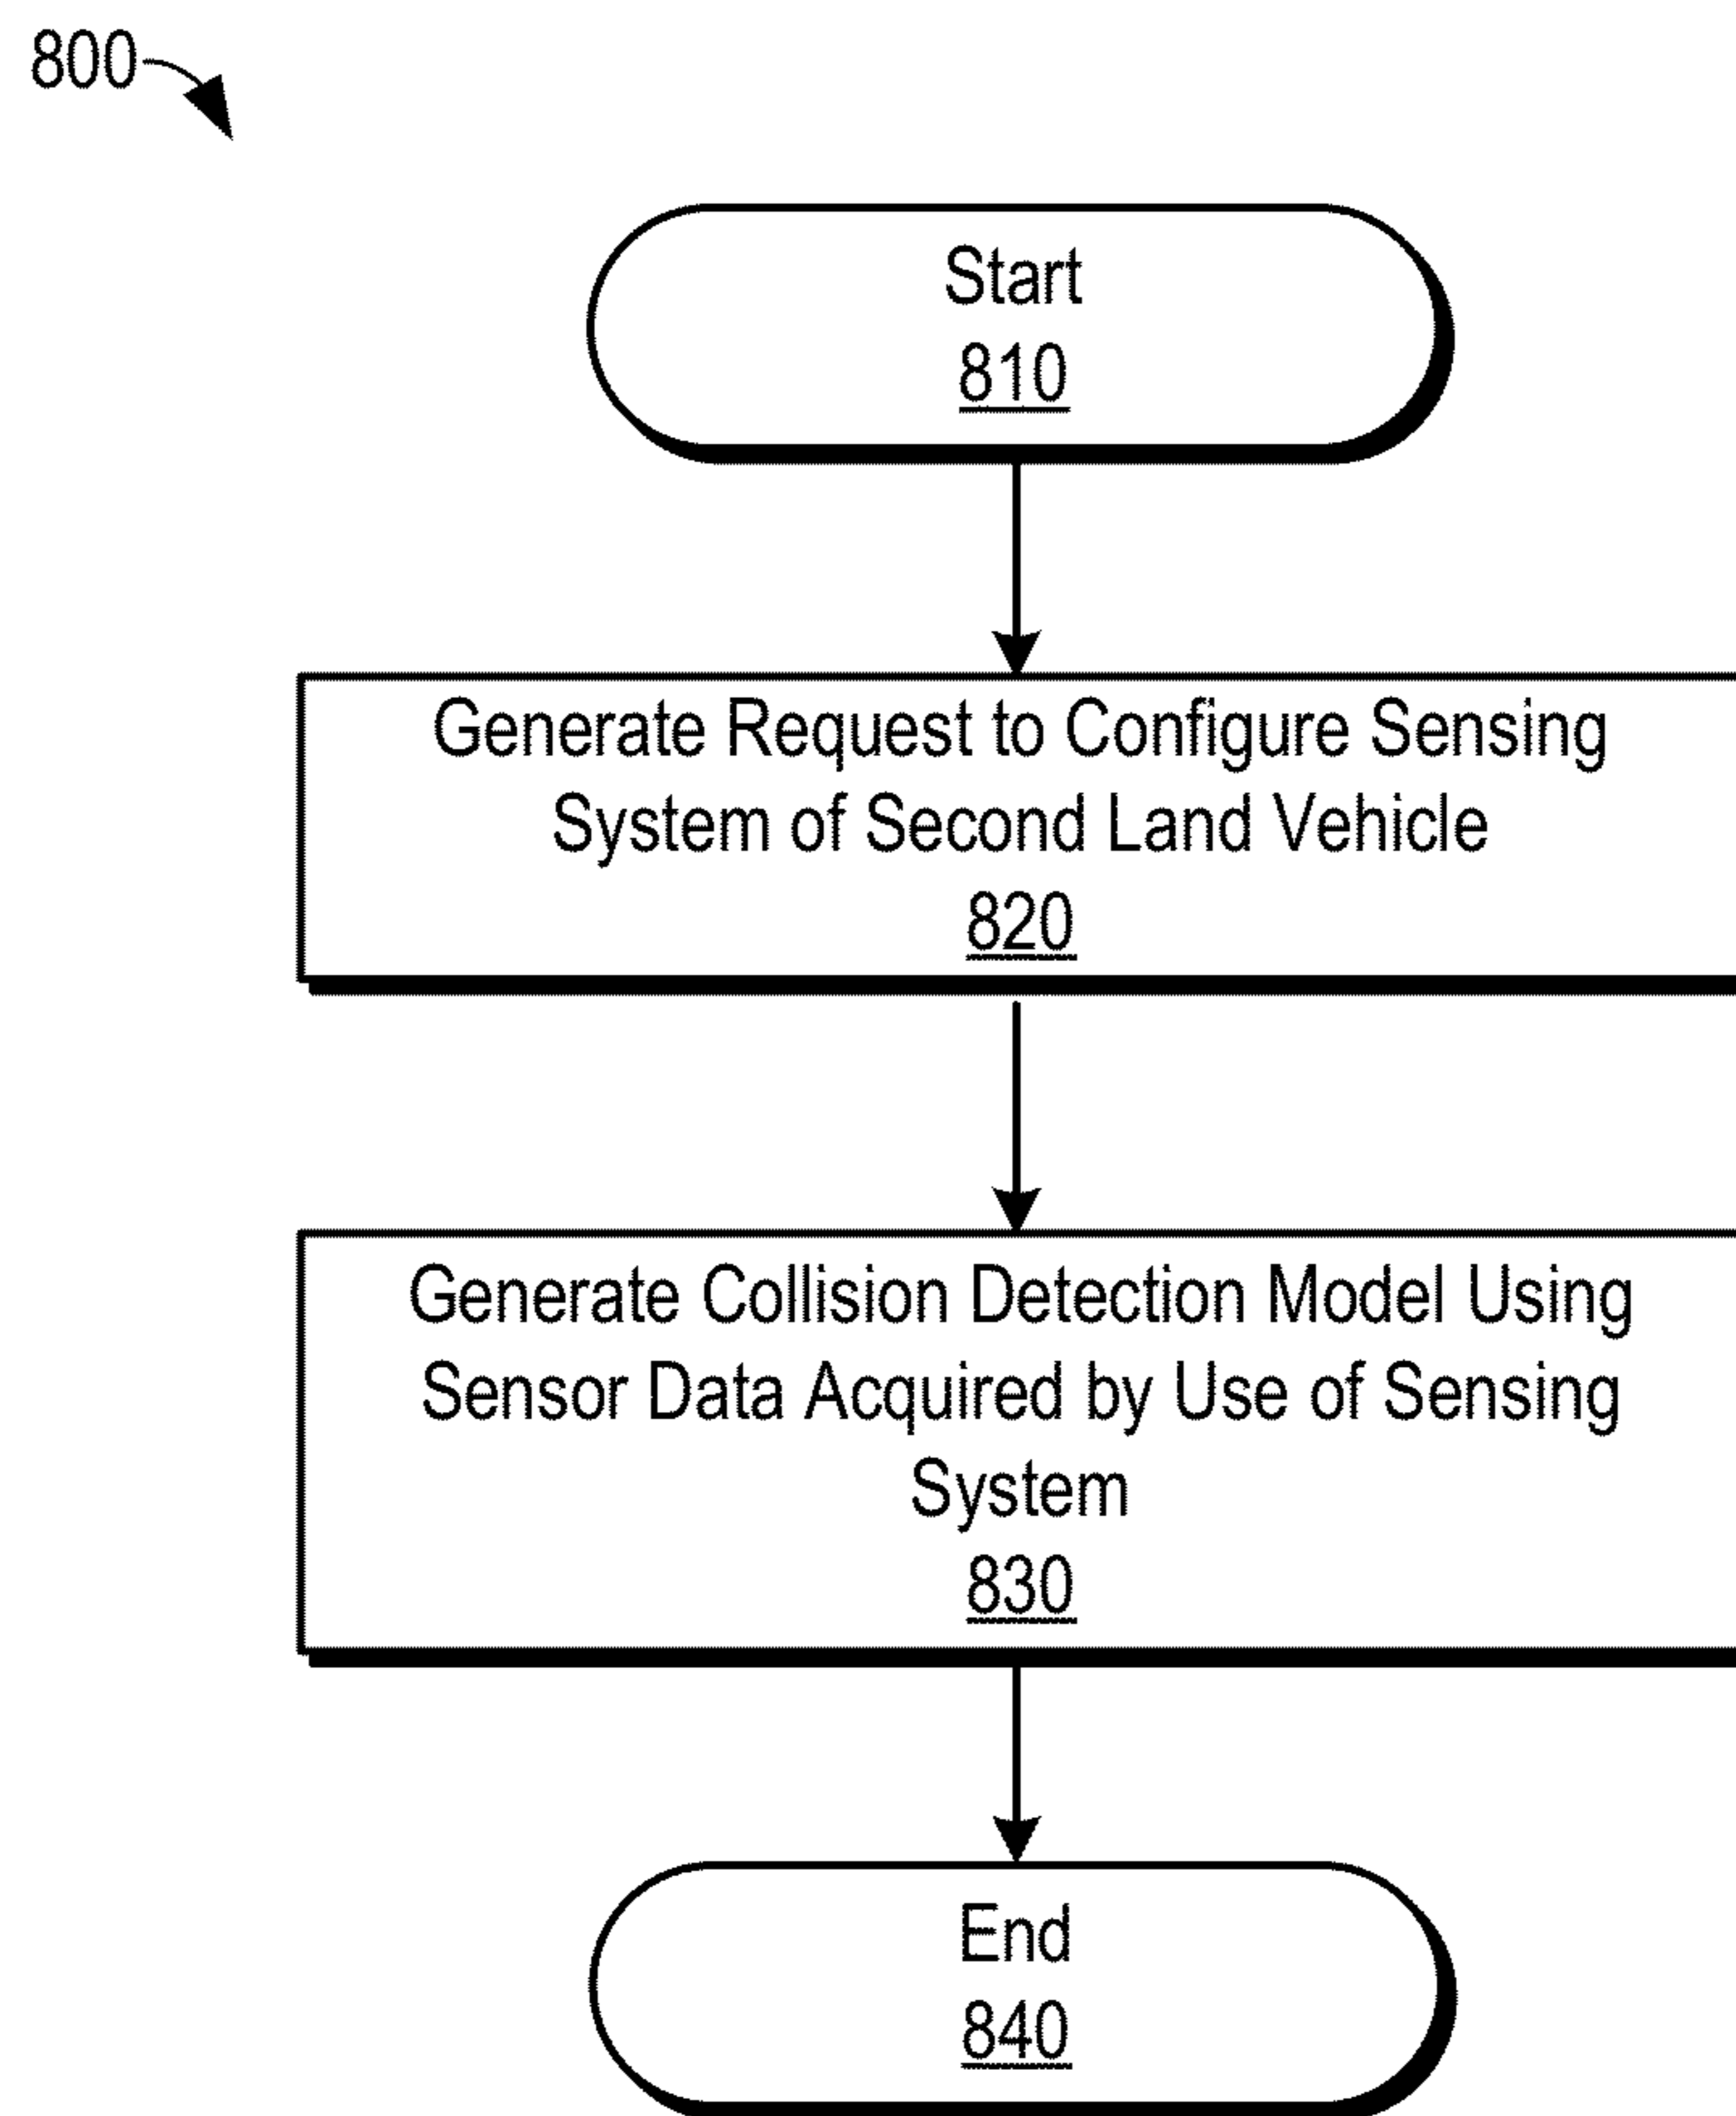 800
Start
810
Generate Request to Configure Sensing
System of Second Land Vehicle
820
Generate Collision Detection Model Using
Sensor Data Acquired by Use of Sensing
System
830
End
840